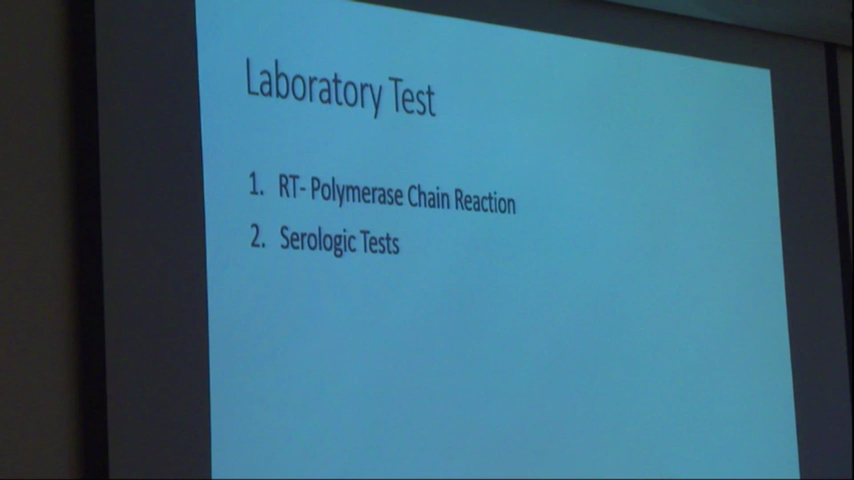 Laboratory Test
1. RT- Polymerase Chain Reaction
2. Serologic Tests